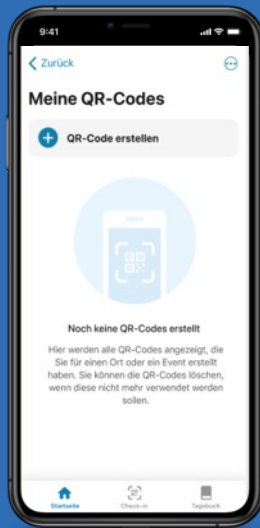 9:41
Zurück
Meine QR-Codes
QR-Code erstellen
Noch keine QR-Codes erstellt
Hier werden alle QR-Codes angezeigt, die
Sie für einen Ort oder ein Event erstellt
haben. Sie können die QR-Codes löschen,
wenn diese nicht mehr verwendet werden
sollen.
Startseite
Check-in
Tagebuch